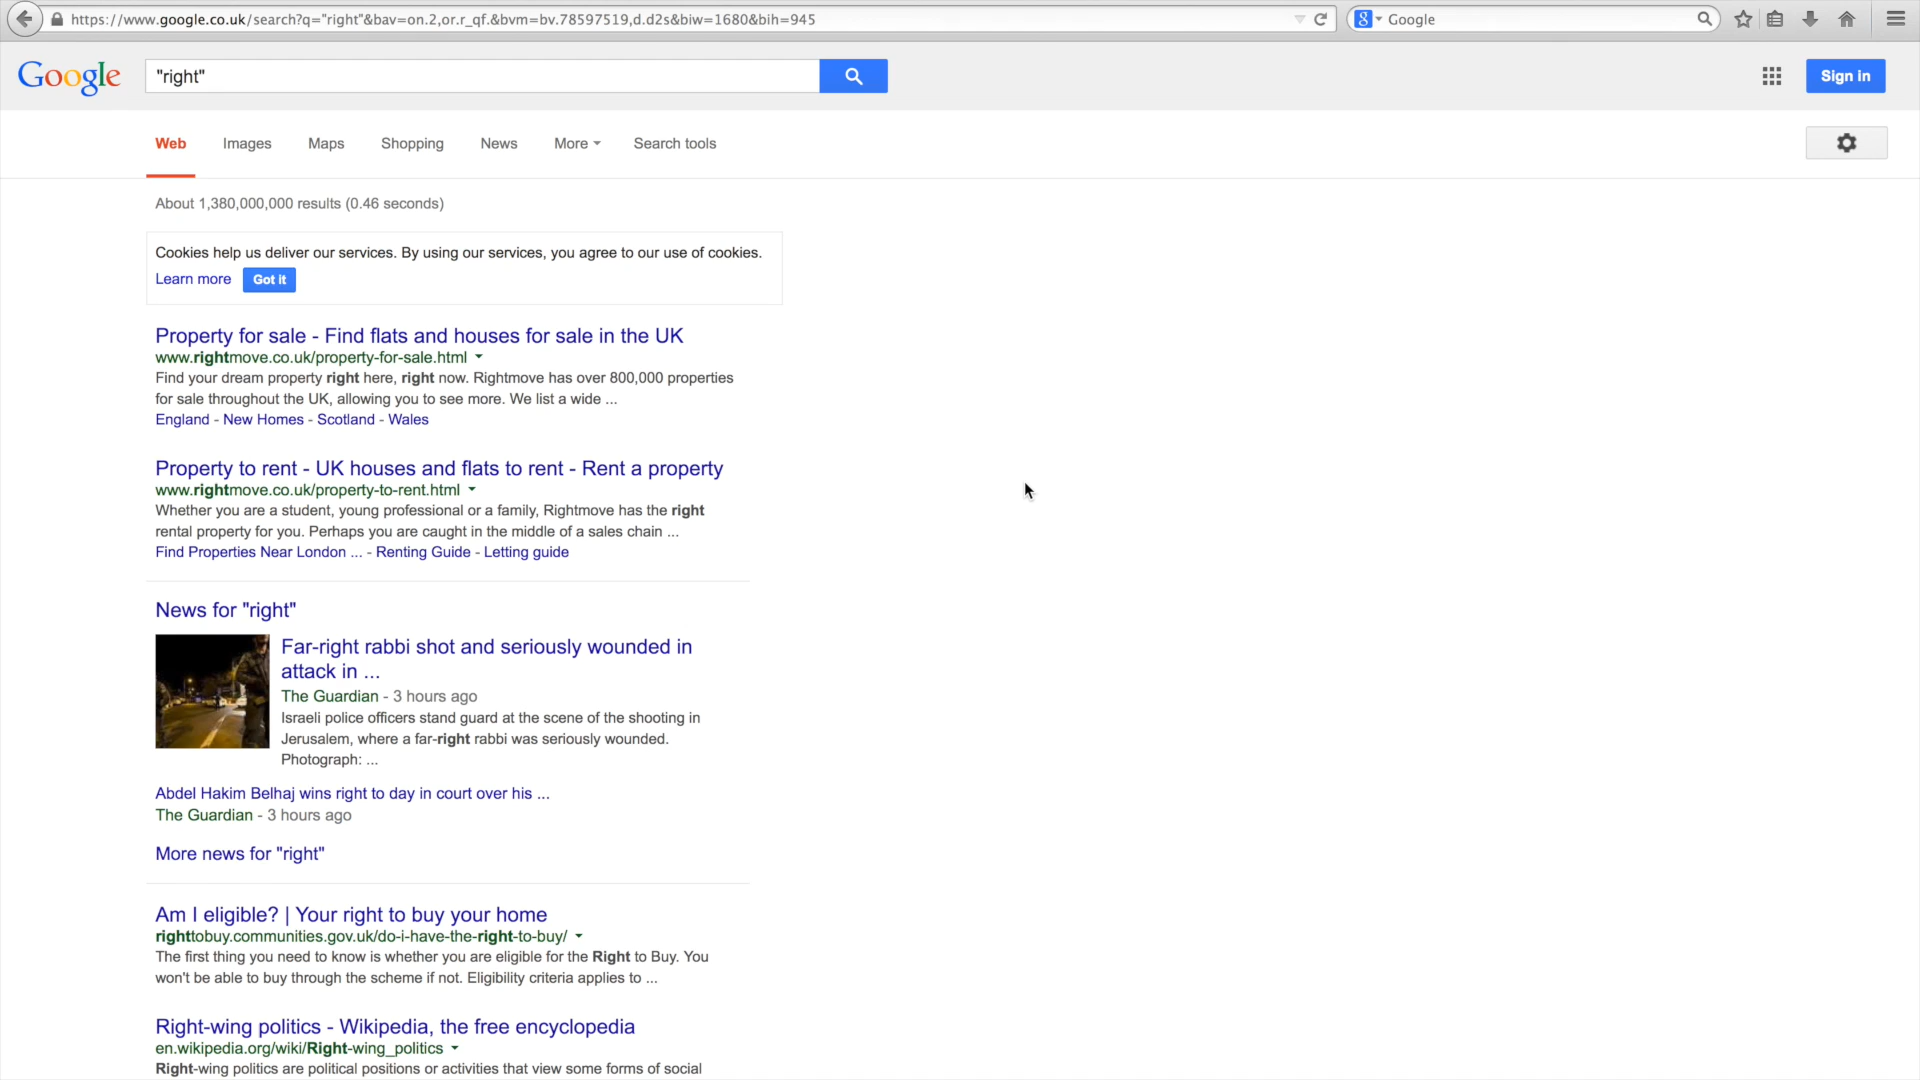 https://www.google.co.uk/search?q="right"&bav=on.2,or.r_qf.&bvm=bv.78597519,d.d2s&biw=1680&bih=945
8 Google
Google
"right"
Sign in
Web Images Maps Shopping News More Search tools
About 1,380,000,000 results (0.46 seconds)
Cookies help us deliver our services. By using our services, you agree to our use of cookies.
Learn more Got it
Property for sale - Find flats and houses for sale in the UK
www.rightmove.co.uk/property-for-sale.html
Find your dream property right here, right now. Rightmove has over 800,000 properties
for sale throughout the UK, allowing you to see more. We list a wide ...
England - New Homes - Scotland - Wales
Property to rent - UK houses and flats to rent - Rent a property
www.rightmove.co.uk/property-to-rent.html
Whether you are a student, young professional or a family, Rightmove has the right
rental property for you. Perhaps you are caught in the middle of a sales chain ...
Find Properties Near London ... - Renting Guide - Letting guide
News for "right"
Far-right rabbi shot and seriously wounded in
attack in ...
The Guardian - 3 hours ago
Israeli police officers stand guard at the scene of the shooting in
Jerusalem, where a far-right rabbi was seriously wounded.
Photograph: ...
Abdel Hakim Belhaj wins right to day in court over his ...
The Guardian - 3 hours ago
More news for "right"
Am I eligible? | Your right to buy your home
righttobuy.communities.gov.uk/do-i-have-the-right-to-buy/
The first thing you need to know is whether you are eligible for the Right to Buy. You
won't be able to buy through the scheme if not. Eligibility criteria applies to ...
Right-wing politics - Wikipedia, the free encyclopedia
en.wikipedia.org/wiki/Right-wing_politics
Right-wing politics are political positions or activities that view some forms of social